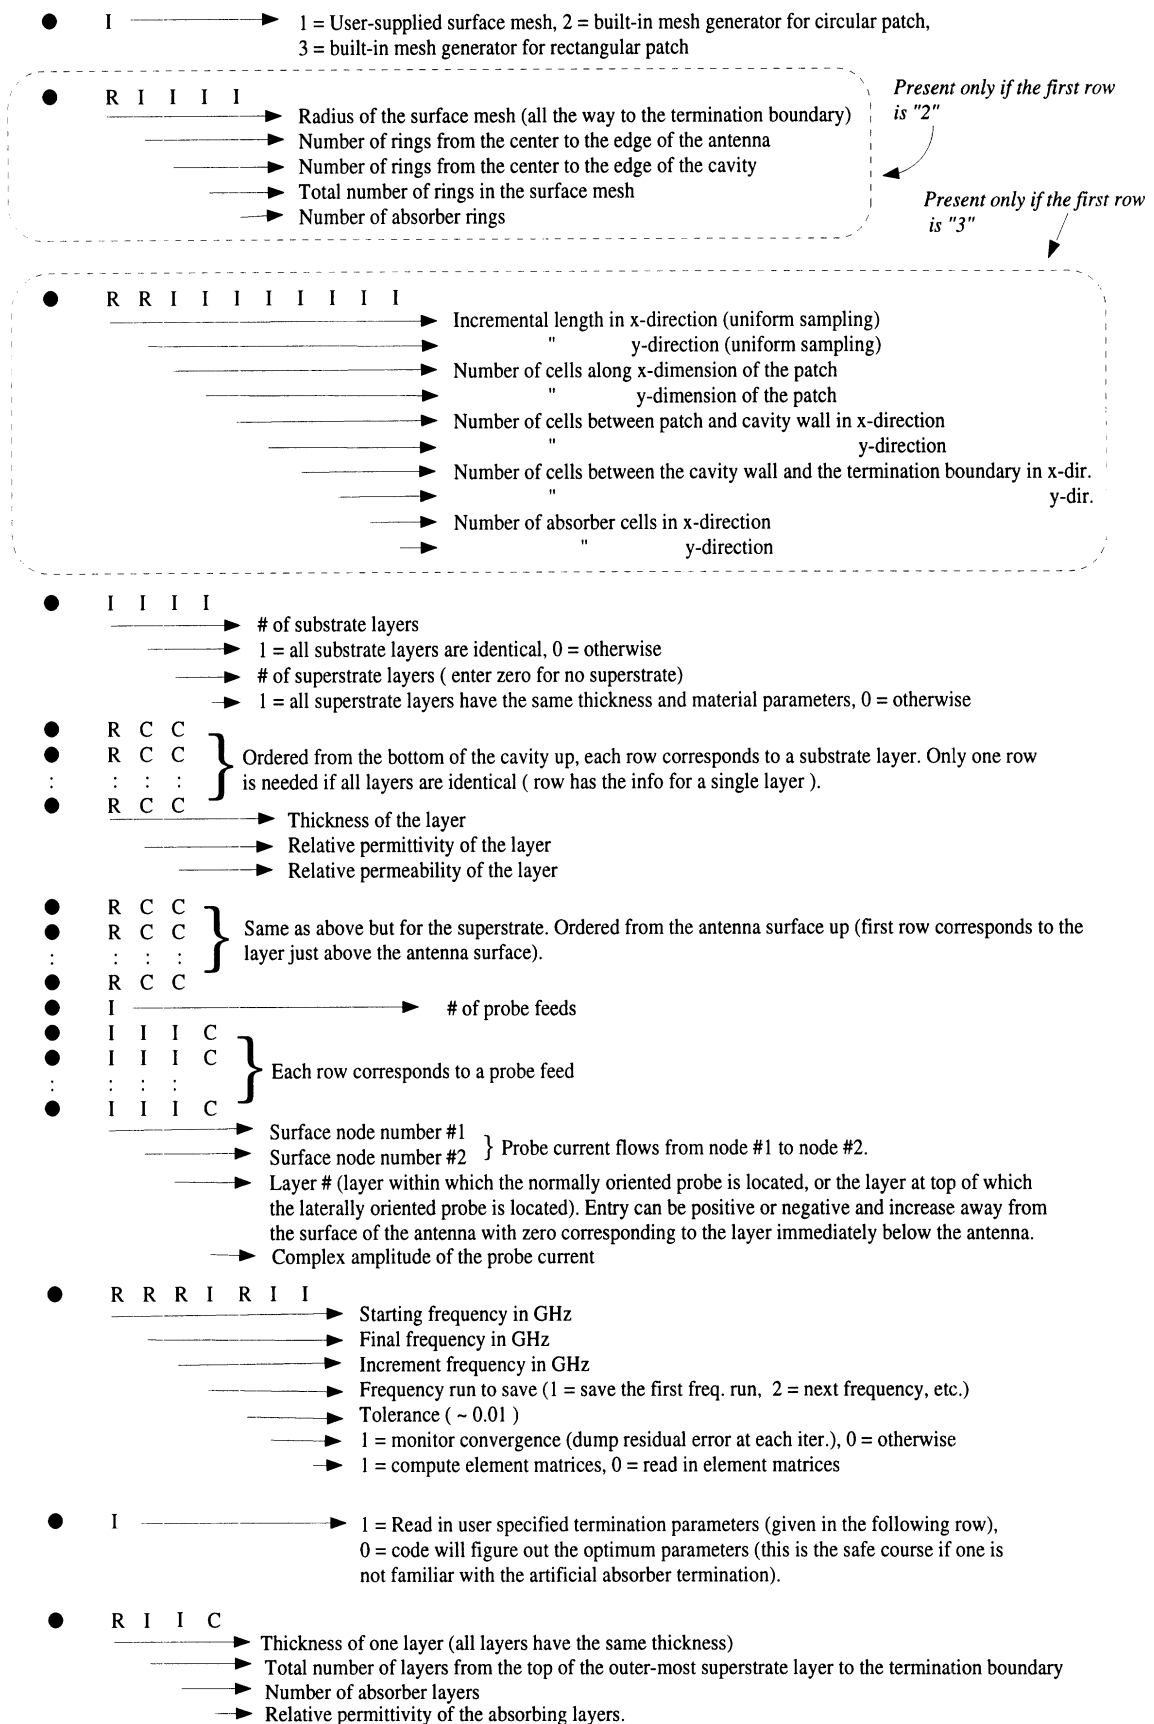 ● I 1 = User-supplied surface mesh, 2 = built-in mesh generator for circular patch,
3 = built-in mesh generator for rectangular patch
Present only if the first row
is "2"
● R I I I I
Radius of the surface mesh (all the way to the termination boundary)
Number of rings from the center to the edge of the antenna
Number of rings from the center to the edge of the cavity
Total number of rings in the surface mesh
Number of absorber rings
Present only if the first row
is "3"
● R R I I I I I I I I
Incremental length in x-direction (uniform sampling)
" y-direction (uniform sampling)
Number of cells along x-dimension of the patch
" y-dimension of the patch
Number of cells between patch and cavity wall in x-direction
" y-direction
Number of cells between the cavity wall and the termination boundary in x-dir.
" y-dir.
Number of absorber cells in x-direction
" y-direction
● I I I I
# of substrate layers
1 = all substrate layers are identical, 0 = otherwise
# of superstrate layers ( enter zero for no superstrate)
1 = all superstrate layers have the same thickness and material parameters, 0 = otherwise
● R C C
● R C C } Ordered from the bottom of the cavity up, each row corresponds to a substrate layer. Only one row
: : : : is needed if all layers are identical ( row has the info for a single layer ).
● R C C
Thickness of the layer
Relative permittivity of the layer
Relative permeability of the layer
● R C C
● R C C } Same as above but for the superstrate. Ordered from the antenna surface up (first row corresponds to the
: : : : layer just above the antenna surface).
● R C C
● I # of probe feeds
● I I I C
● I I I C
: : : : } Each row corresponds to a probe feed
● I I I C
Surface node number #1
Surface node number #2 } Probe current flows from node #1 to node #2.
Layer # (layer within which the normally oriented probe is located, or the layer at top of which
the laterally oriented probe is located). Entry can be positive or negative and increase away from
the surface of the antenna with zero corresponding to the layer immediately below the antenna.
Complex amplitude of the probe current
● R R R I R I I
Starting frequency in GHz
Final frequency in GHz
Increment frequency in GHz
Frequency run to save (1 = save the first freq. run, 2 = next frequency, etc.)
Tolerance ( ~ 0.01 )
1 = monitor convergence (dump residual error at each iter.), 0 = otherwise
1 = compute element matrices, 0 = read in element matrices
● I 1 = Read in user specified termination parameters (given in the following row),
0 = code will figure out the optimum parameters (this is the safe course if one is
not familiar with the artificial absorber termination).
● R I I C
Thickness of one layer (all layers have the same thickness)
Total number of layers from the top of the outer-most superstrate layer to the termination boundary
Number of absorber layers
Relative permittivity of the absorbing layers.